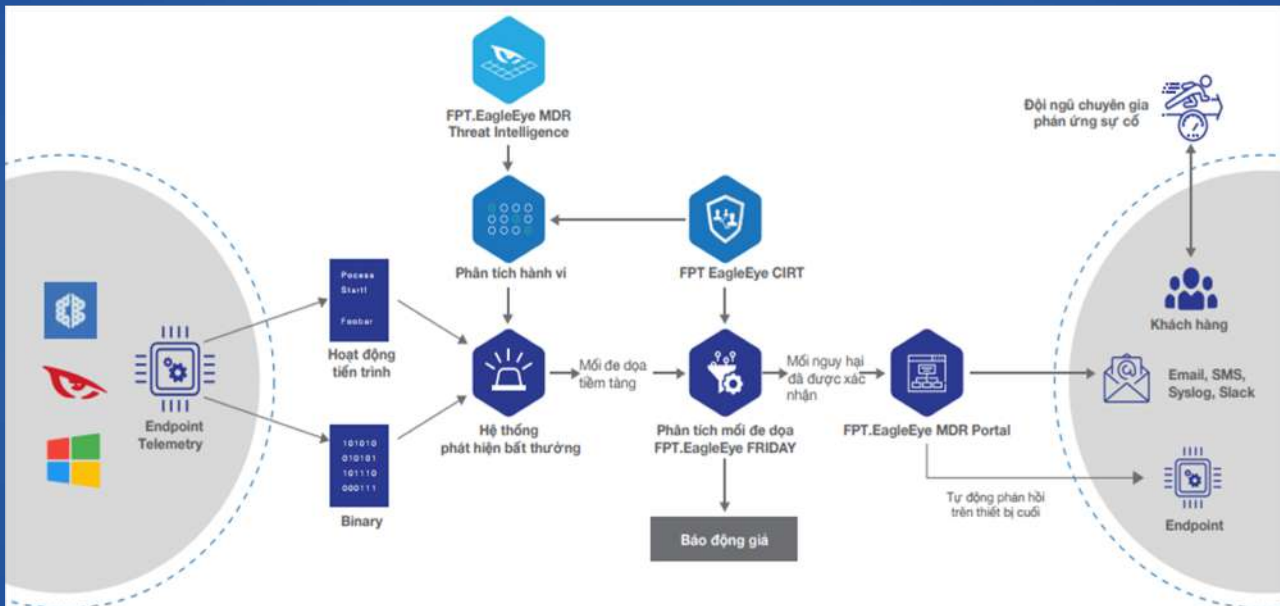 FPT.EagleEye MDR
Threat Intelligence
Đội ngũ chuyên gia
phản ứng sự cố
Phân tích hành vi
FPT EagleEye CIRT
Khách hàng
Pocess
Start!
Foobar
Hoạt động
tiến trình
Endpoint
Telemetry
Mối đe dọa
tiềm tàng
Mối nguy hại
đã được xác
nhận
Email, SMS,
Syslog, Slack
Hệ thống
phát hiện bất thường
Phân tích mối đe dọa
FPT.EagleEye FRIDAY
FPT.EagleEye MDR Portal
101010
010101
101110
000111
Binary
Tự động phản hồi
trên thiết bị cuối
Endpoint
Báo động giả